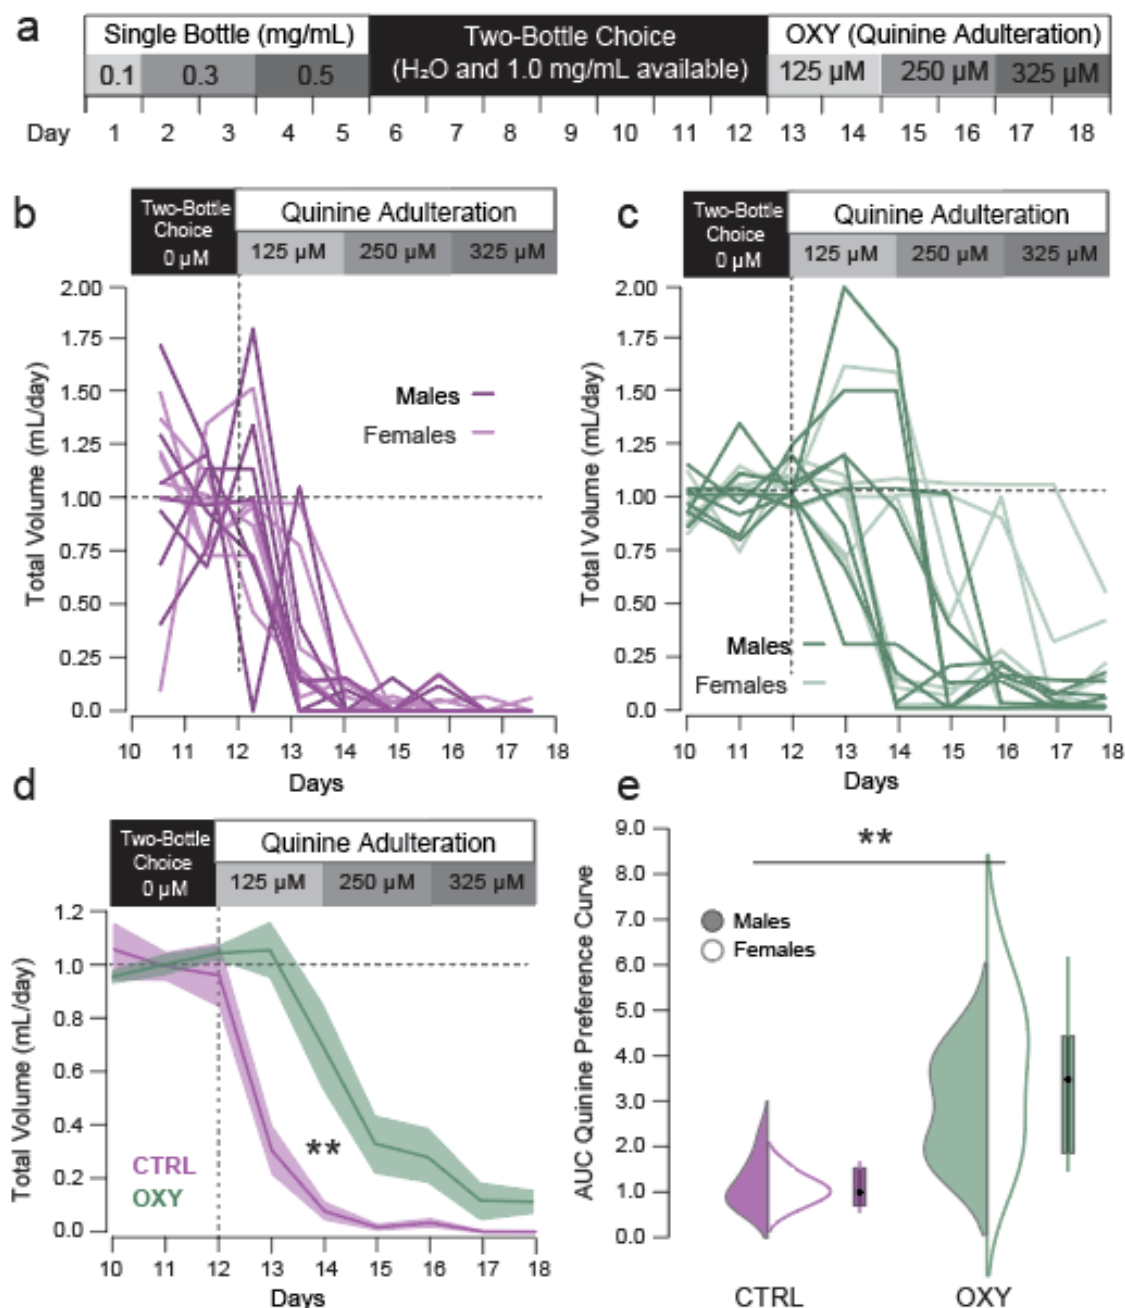 a
Single Bottle (mg/mL)
Two-Bottle Choice
(H₂O and 1.0 mg/mL available)
OXY (Quinine Adulteration)
0.1 0.3 0.5
125 µM 250 µM 325 µM
Day 1 2 3 4 5 6 7 8 9 10 11 12 13 14 15 16 17 18
b
Two-Bottle
Choice
0 µM
Quinine Adulteration
125 µM 250 µM 325 µM
Total Volume (mL/day)
2.00
1.75
1.50
1.25
1.00
0.75
0.50
0.25
0.0
Males
Females
10 11 12 13 14 15 16 17 18
Days
c
Two-Bottle
Choice
0 µM
Quinine Adulteration
125 µM 250 µM 325 µM
Total Volume (mL/day)
2.00
1.75
1.50
1.25
1.00
0.75
0.50
0.25
0.0
Males
Females
10 11 12 13 14 15 16 17 18
Days
d
Two-Bottle
Choice
0 µM
Quinine Adulteration
125 µM 250 µM 325 µM
Total Volume (mL/day)
1.2
1.0
0.8
0.6
0.4
0.2
0.0
**
CTRL
OXY
10 11 12 13 14 15 16 17 18
Days
e
AUC Quinine Preference Curve
9.0
8.0
7.0
6.0
5.0
4.0
3.0
2.0
1.0
0.0
**
Males
Females
CTRL OXY